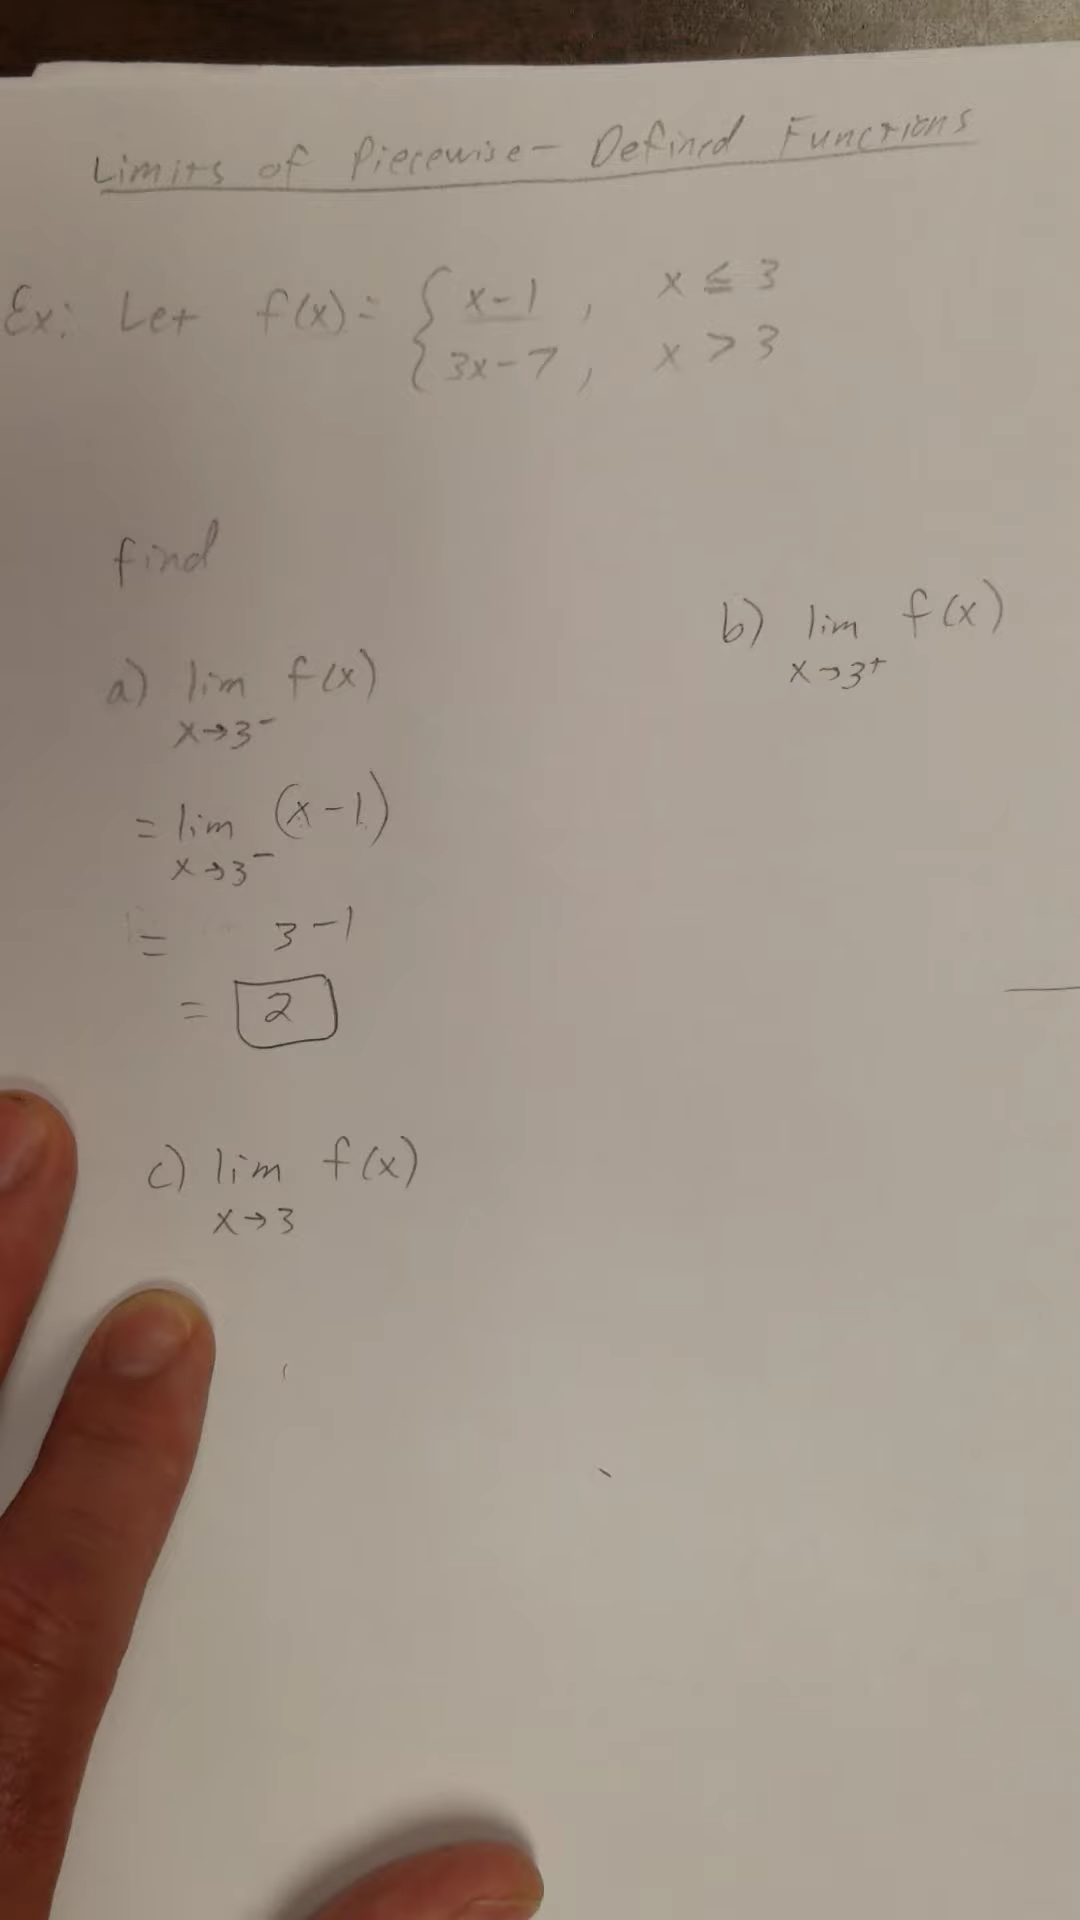 Limits of Piecewise-Defined Functions
Ex: Let f(x) = { x-1 , x ≤ 3
3x-7 , x > 3
find
a) lim f(x)
x→3⁻
= lim (x-1)
x→3⁻
= 3-1
= 2
b) lim f(x)
x→3⁺
c) lim f(x)
x→3